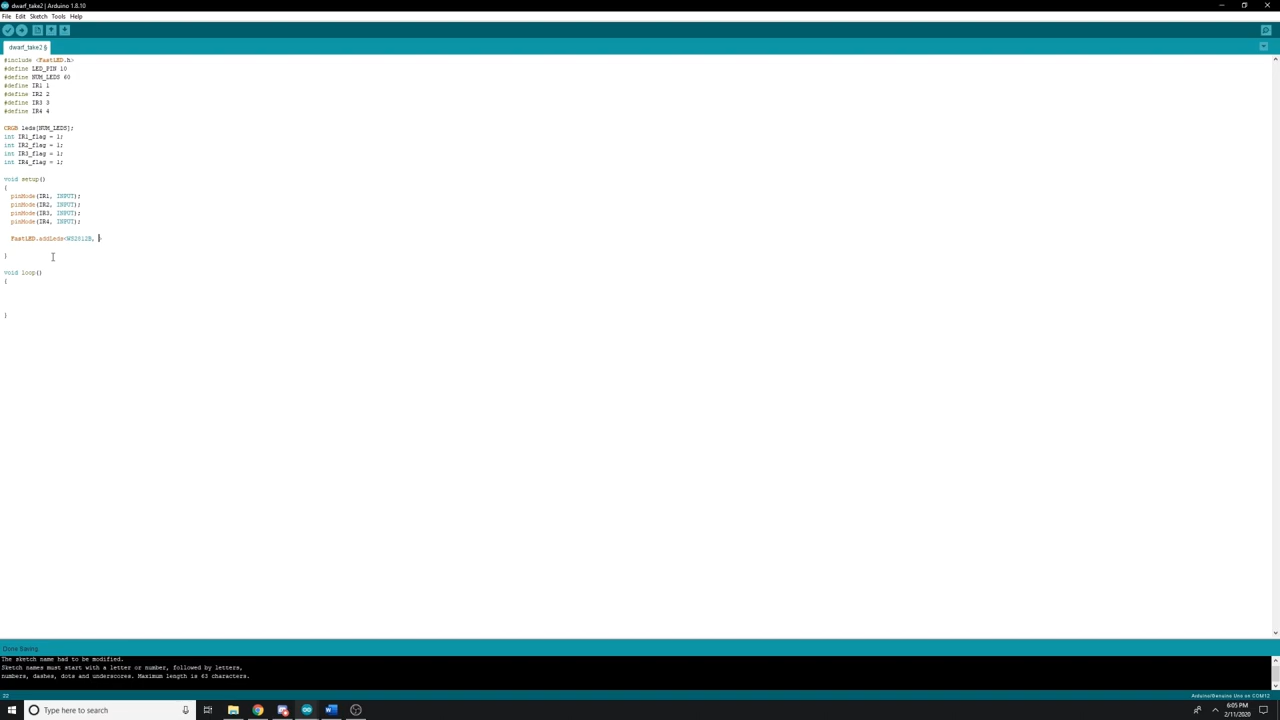 dwarf_take2 | Arduino 1.8.10
File Edit Sketch Tools Help
dwarf_take2 §
#include <FastLED.h>
#define LED_PIN 10
#define NUM_LEDS 60
#define IR1 1
#define IR2 2
#define IR3 3
#define IR4 4
CRGB leds[NUM_LEDS];
int IR1_flag = 1;
int IR2_flag = 1;
int IR3_flag = 1;
int IR4_flag = 1;
void setup()
{
pinMode(IR1, INPUT);
pinMode(IR2, INPUT);
pinMode(IR3, INPUT);
pinMode(IR4, INPUT);
FastLED.addLeds<WS2812B, >
}
void loop()
{
}
Done Saving
The sketch name had to be modified.
Sketch names must start with a letter or number, followed by letters,
numbers, dashes, dots and underscores. Maximum length is 63 characters.
22
Arduino/Genuino Uno on COM12
Type here to search
6:05 PM
2/11/2020